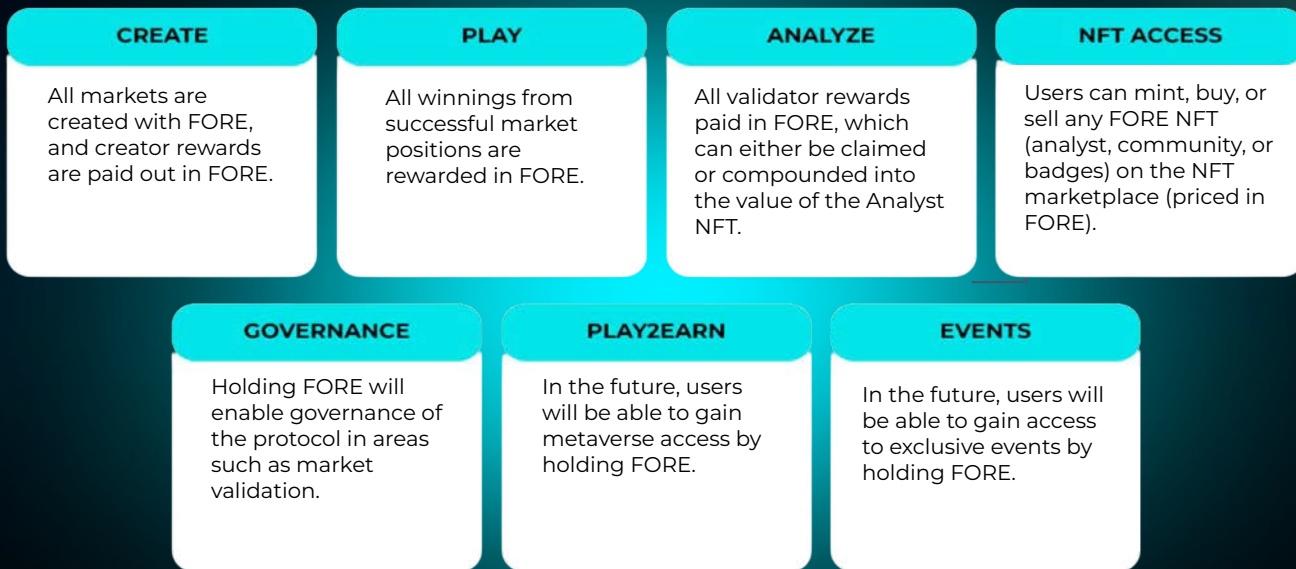 CREATE
All markets are
created with FORE,
and creator rewards
are paid out in FORE.
PLAY
All winnings from
successful market
positions are
rewarded in FORE.
ANALYZE
All validator rewards
paid in FORE, which
can either be claimed
or compounded into
the value of the Analyst
NFT.
NFT ACCESS
Users can mint, buy, or
sell any FORE NFT
(analyst, community, or
badges) on the NFT
marketplace (priced in
FORE).
GOVERNANCE
Holding FORE will
enable governance of
the protocol in areas
such as market
validation.
PLAY2EARN
In the future, users
will be able to gain
metaverse access by
holding FORE.
EVENTS
In the future, users will
be able to gain access
to exclusive events by
holding FORE.